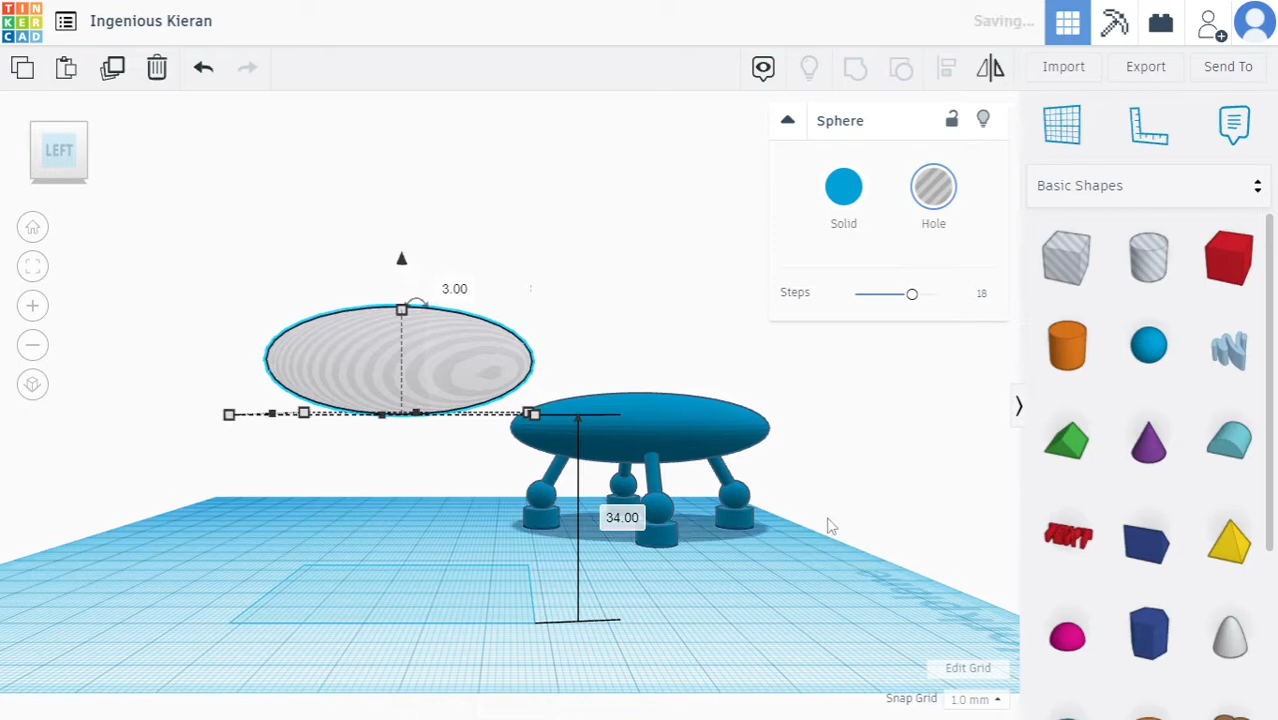 TIN
KER
CAD
Ingenious Kieran
Saving...
Import
Export
Send To
LEFT
Sphere
Solid
Hole
Steps
18
Basic Shapes
3.00
34.00
TEXT
Edit Grid
Snap Grid
1.0 mm